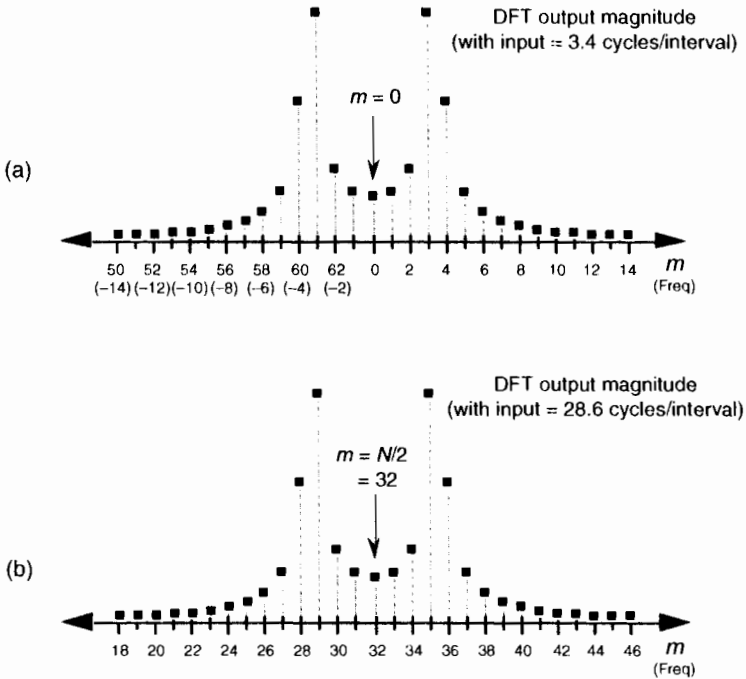 DFT output magnitude
(with input = 3.4 cycles/interval)
m = 0
(a)
50 52 54 56 58 60 62 0 2 4 6 8 10 12 14 m
(−14) (−12) (−10) (−8) (−6) (−4) (−2) (Freq)
DFT output magnitude
(with input = 28.6 cycles/interval)
m = N/2
= 32
(b)
18 20 22 24 26 28 30 32 34 36 38 40 42 44 46 m
(Freq)